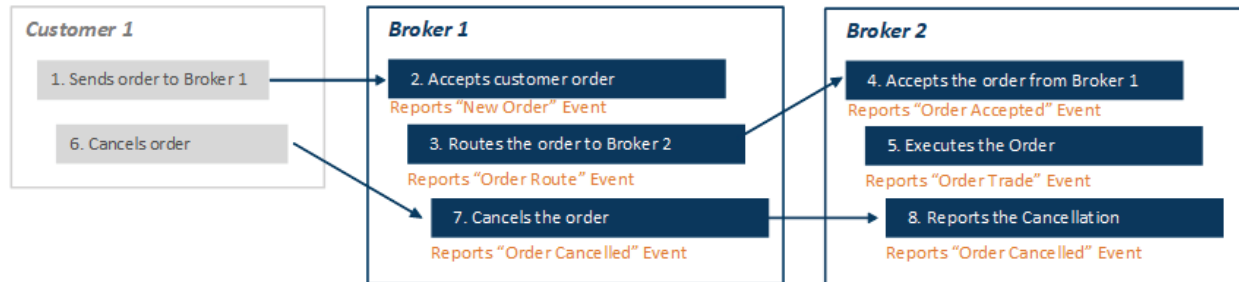 Customer 1
1. Sends order to Broker 1
6. Cancels order
Broker 1
2. Accepts customer order
Reports “New Order” Event
3. Routes the order to Broker 2
Reports “Order Route” Event
7. Cancels the order
Reports “Order Cancelled” Event
Broker 2
4. Accepts the order from Broker 1
Reports “Order Accepted” Event
5. Executes the Order
Reports “Order Trade” Event
8. Reports the Cancellation
Reports “Order Cancelled” Event